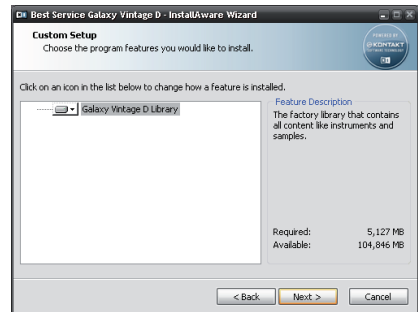 Best Service Galaxy Vintage D - InstallAware Wizard
Custom Setup
Choose the program features you would like to install.
POWERED BY
KONTAKT
Click on an icon in the list below to change how a feature is installed.
Galaxy Vintage D Library
Feature Description
The factory library that contains
all content like instruments and
samples.
Required: 5,127 MB
Available: 104,846 MB
< Back
Next >
Cancel